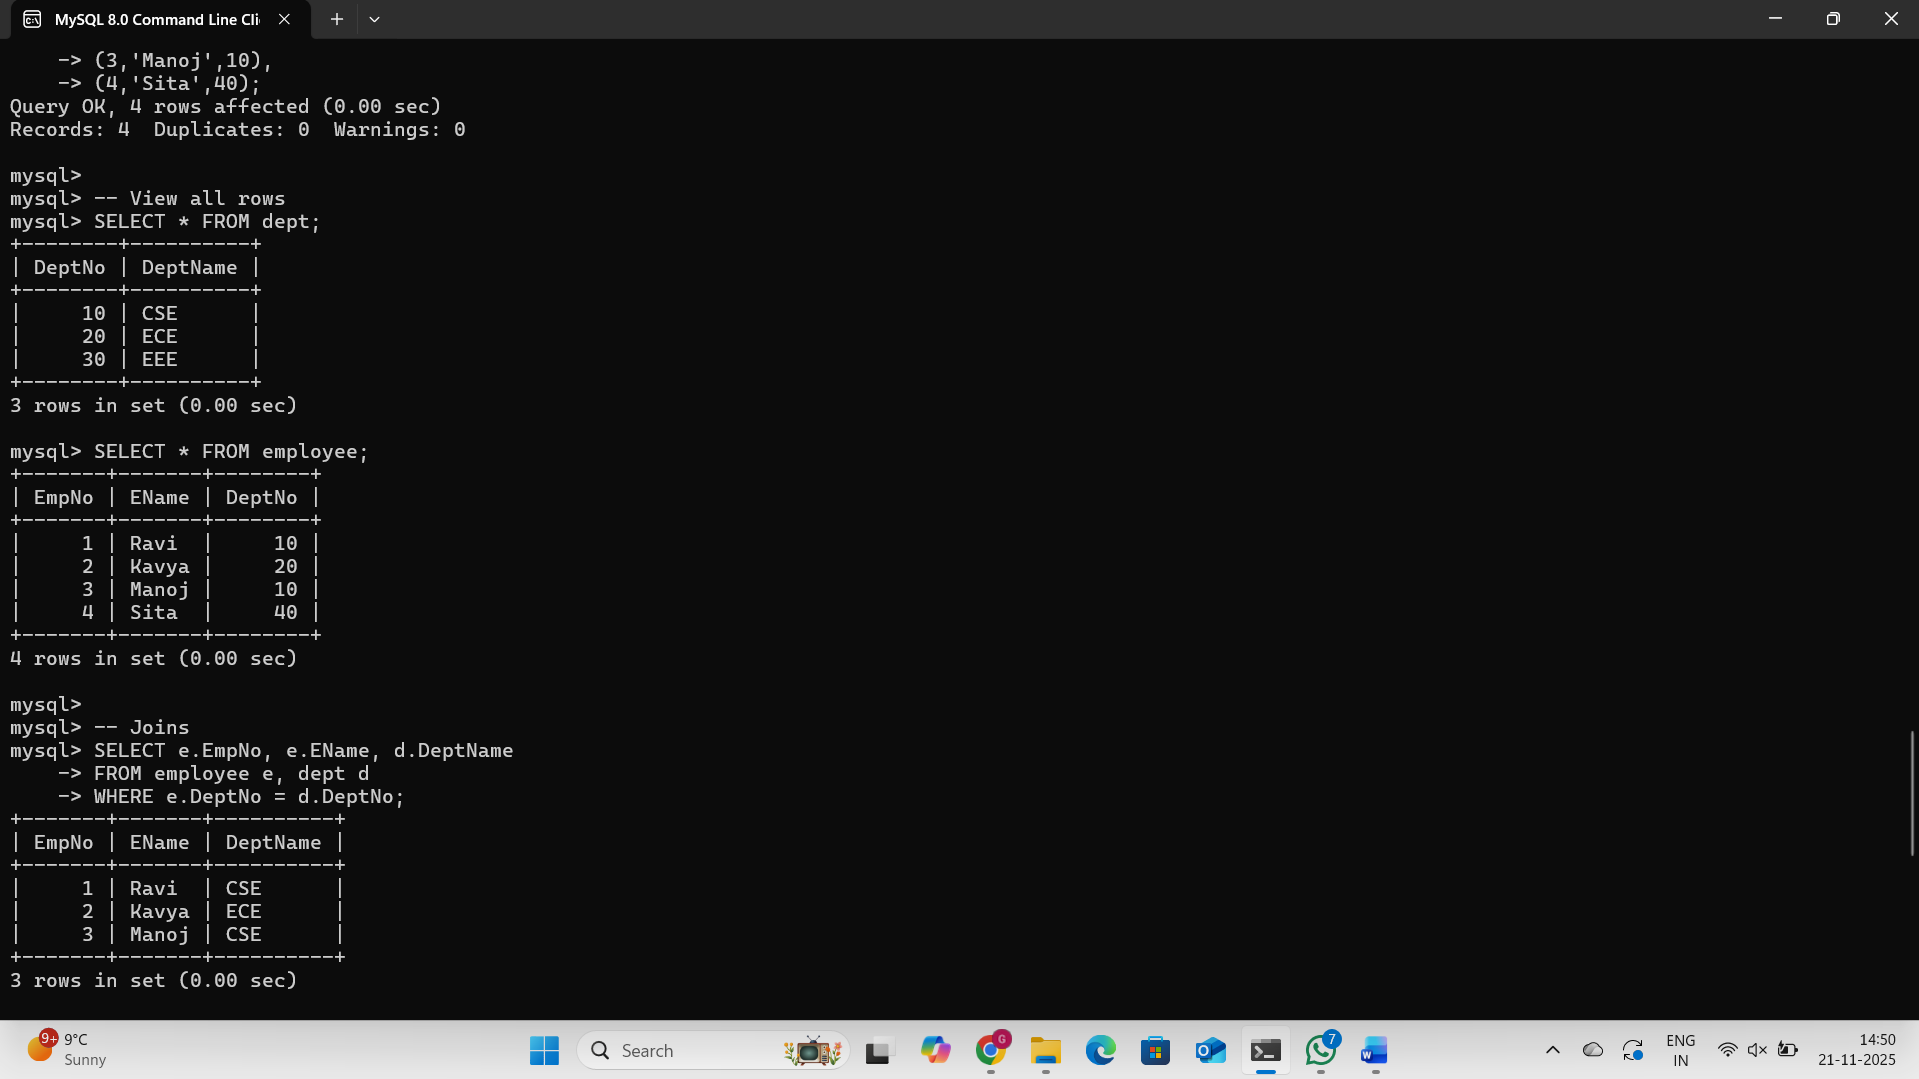 MySQL 8.0 Command Line Cli
    -> (3,'Manoj',10),
    -> (4,'Sita',40);
Query OK, 4 rows affected (0.00 sec)
Records: 4  Duplicates: 0  Warnings: 0
mysql>
mysql> -- View all rows
mysql> SELECT * FROM dept;
+--------+----------+
| DeptNo | DeptName |
+--------+----------+
|     10 | CSE      |
|     20 | ECE      |
|     30 | EEE      |
+--------+----------+
3 rows in set (0.00 sec)
mysql> SELECT * FROM employee;
+-------+-------+--------+
| EmpNo | EName | DeptNo |
+-------+-------+--------+
|     1 | Ravi  |     10 |
|     2 | Kavya |     20 |
|     3 | Manoj |     10 |
|     4 | Sita  |     40 |
+-------+-------+--------+
4 rows in set (0.00 sec)
mysql>
mysql> -- Joins
mysql> SELECT e.EmpNo, e.EName, d.DeptName
    -> FROM employee e, dept d
    -> WHERE e.DeptNo = d.DeptNo;
+-------+-------+----------+
| EmpNo | EName | DeptName |
+-------+-------+----------+
|     1 | Ravi  | CSE      |
|     2 | Kavya | ECE      |
|     3 | Manoj | CSE      |
+-------+-------+----------+
3 rows in set (0.00 sec)
9+
9°C
Sunny
Search
G
7
ENG
IN
14:50
21-11-2025